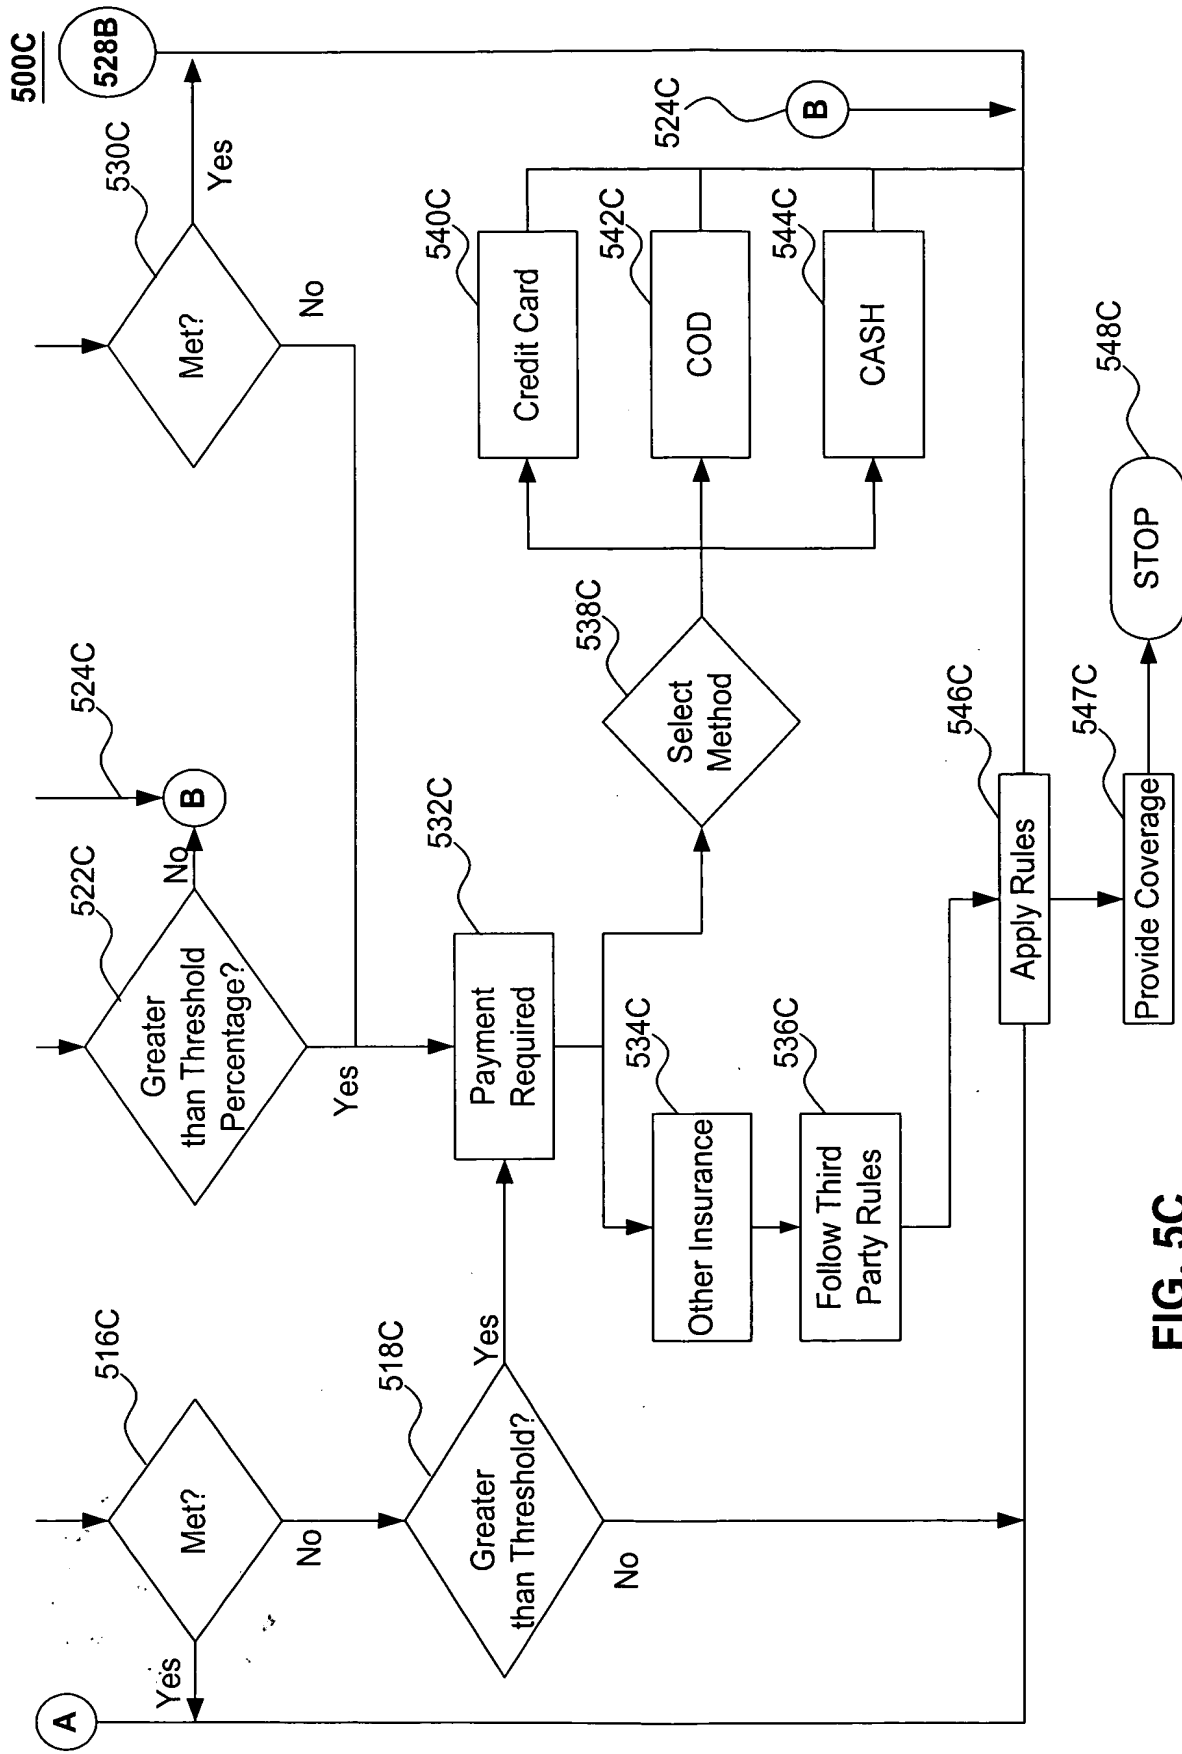 500C
528B
A
516C
522C
524C
530C
Met?
Yes
No
Greater
than Threshold
Percentage?
No
Yes
B
Met?
Yes
No
518C
Greater
than Threshold?
Yes
No
532C
Payment
Required
534C
Other Insurance
536C
Follow Third
Party Rules
538C
Select
Method
540C
Credit Card
542C
COD
544C
CASH
524C
B
546C
Apply Rules
547C
Provide Coverage
548C
STOP
FIG. 5C